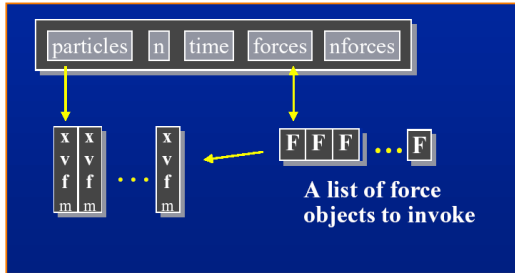 particles n time forces nforces
x x ... x F F F ... F
v v v
f f f
m m m
A list of force
objects to invoke